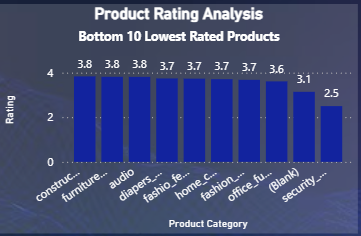 Product Rating Analysis
Bottom 10 Lowest Rated Products
Rating
4
2
0
3.8
3.8
3.8
3.7
3.7
3.7
3.7
3.6
3.1
2.5
construc...
furniture...
audio
diapers_...
fashio_fe...
home_c...
fashion_...
office_fu...
(Blank)
security_...
Product Category